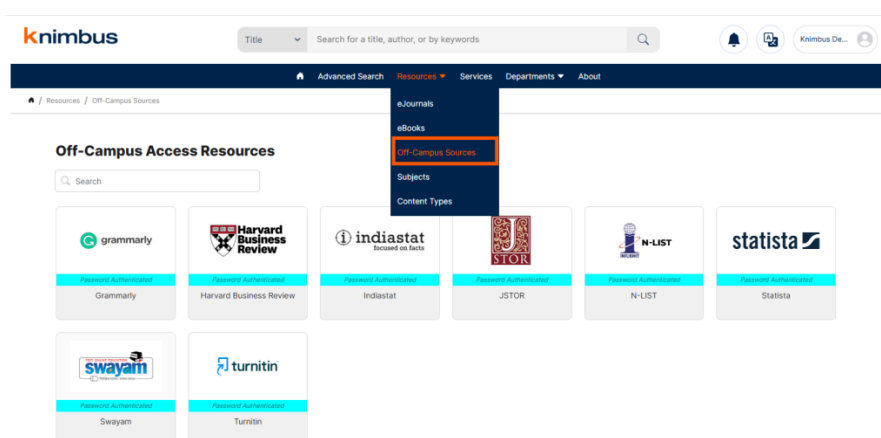 knimbus
Title
Search for a title, author, or by keywords
Knimbus De...
Advanced Search Resources Services Departments About
/ Resources / Off-Campus Sources
eJournals
eBooks
Off-Campus Sources
Subjects
Content Types
Off-Campus Access Resources
Search
grammarly
Password Authenticated
Grammarly
Harvard
Business
Review
Password Authenticated
Harvard Business Review
indiastat
focused on facts
Password Authenticated
Indiastat
JSTOR
Password Authenticated
JSTOR
N-LIST
Password Authenticated
N-LIST
statista
Password Authenticated
Statista
swayam
Password Authenticated
Swayam
turnitin
Password Authenticated
Turnitin